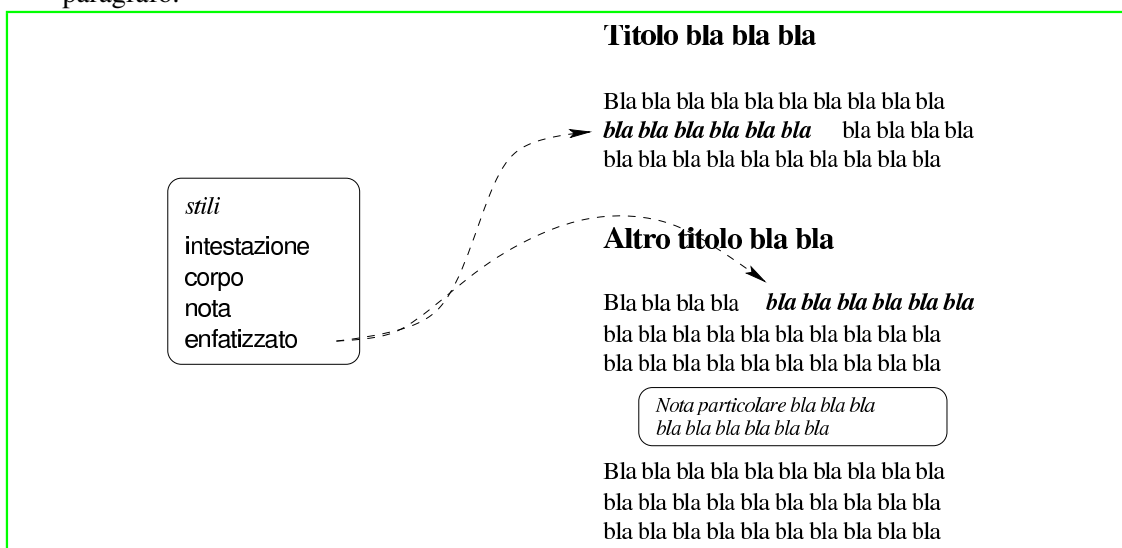 paragrafo.
stili
intestazione
corpo
nota
enfatizzato
Titolo bla bla bla
Bla bla bla bla bla bla bla bla bla bla
bla bla bla bla bla bla bla bla bla bla
bla bla bla bla bla bla bla bla bla bla
Altro titolo bla bla
Bla bla bla bla bla bla bla bla bla bla
bla bla bla bla bla bla bla bla bla bla
bla bla bla bla bla bla bla bla bla bla
Nota particolare bla bla bla
bla bla bla bla bla bla
Bla bla bla bla bla bla bla bla bla bla
bla bla bla bla bla bla bla bla bla bla
bla bla bla bla bla bla bla bla bla bla